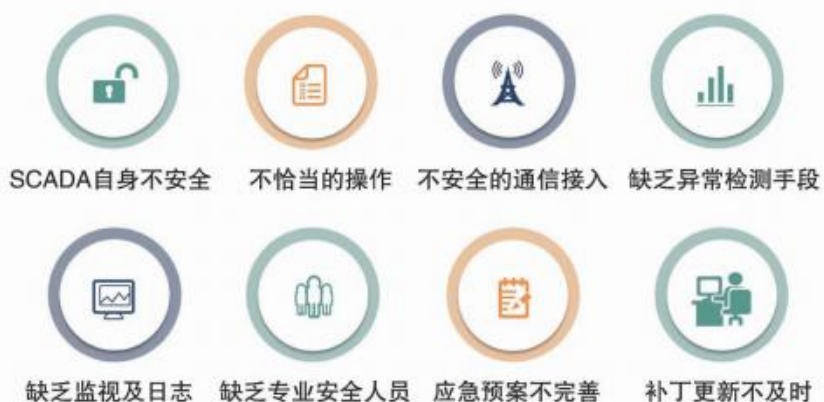 SCADA自身不安全
不恰当的操作
不安全的通信接入
缺乏异常检测手段
缺乏监视及日志
缺乏专业安全人员
应急预案不完善
补丁更新不及时